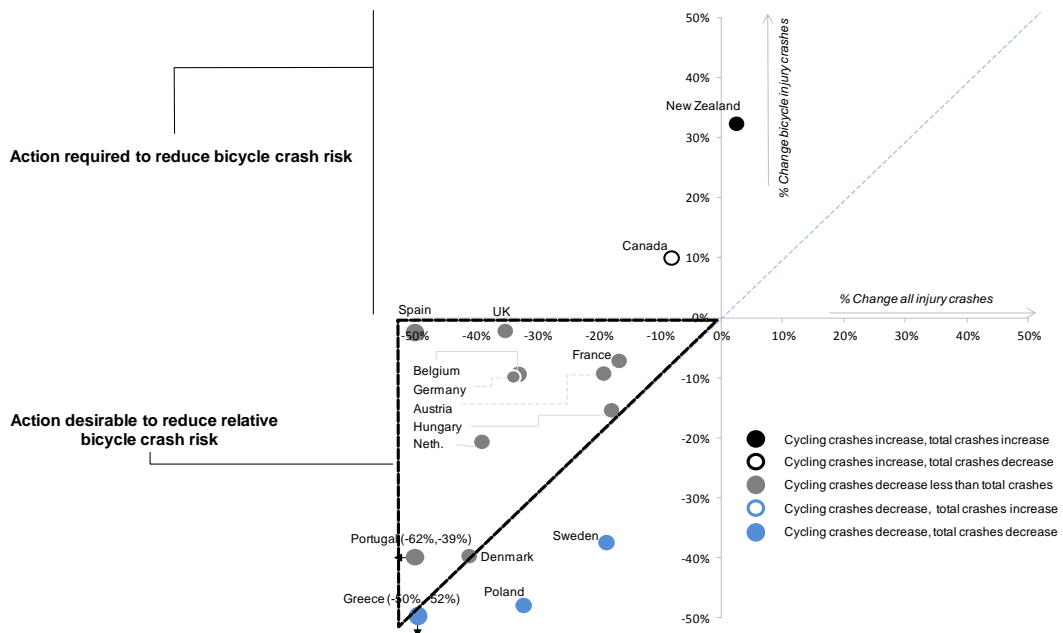 50%
40%
30%
20%
10%
0%
-10%
-20%
-30%
-40%
-50%
-50%
-40%
-30%
-20%
-10%
0%
10%
20%
30%
40%
50%
% Change bicycle injury crashes
% Change all injury crashes
New Zealand
Canada
Action required to reduce bicycle crash risk
Spain
UK
France
Belgium
Germany
Austria
Hungary
Neth.
Action desirable to reduce relative
bicycle crash risk
Portugal (-62%,-39%)
Denmark
Sweden
Poland
Greece (-50%,-52%)
Cycling crashes increase, total crashes increase
Cycling crashes increase, total crashes decrease
Cycling crashes decrease less than total crashes
Cycling crashes decrease, total crashes increase
Cycling crashes decrease, total crashes decrease